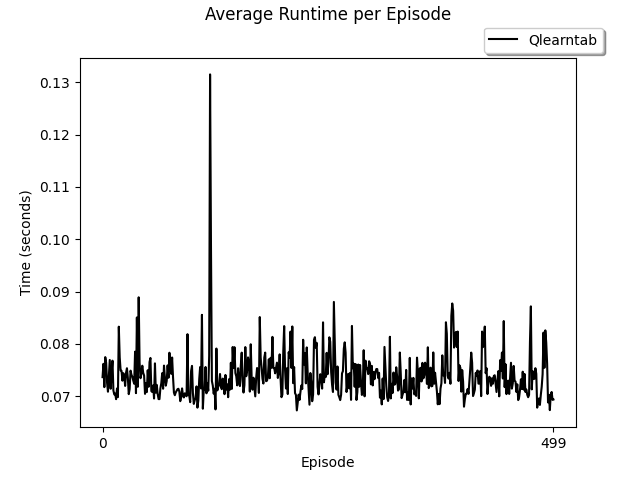 Average Runtime per Episode
Qlearntab
0.13
0.12
0.11
0.10
0.09
0.08
0.07
Time (seconds)
0
499
Episode